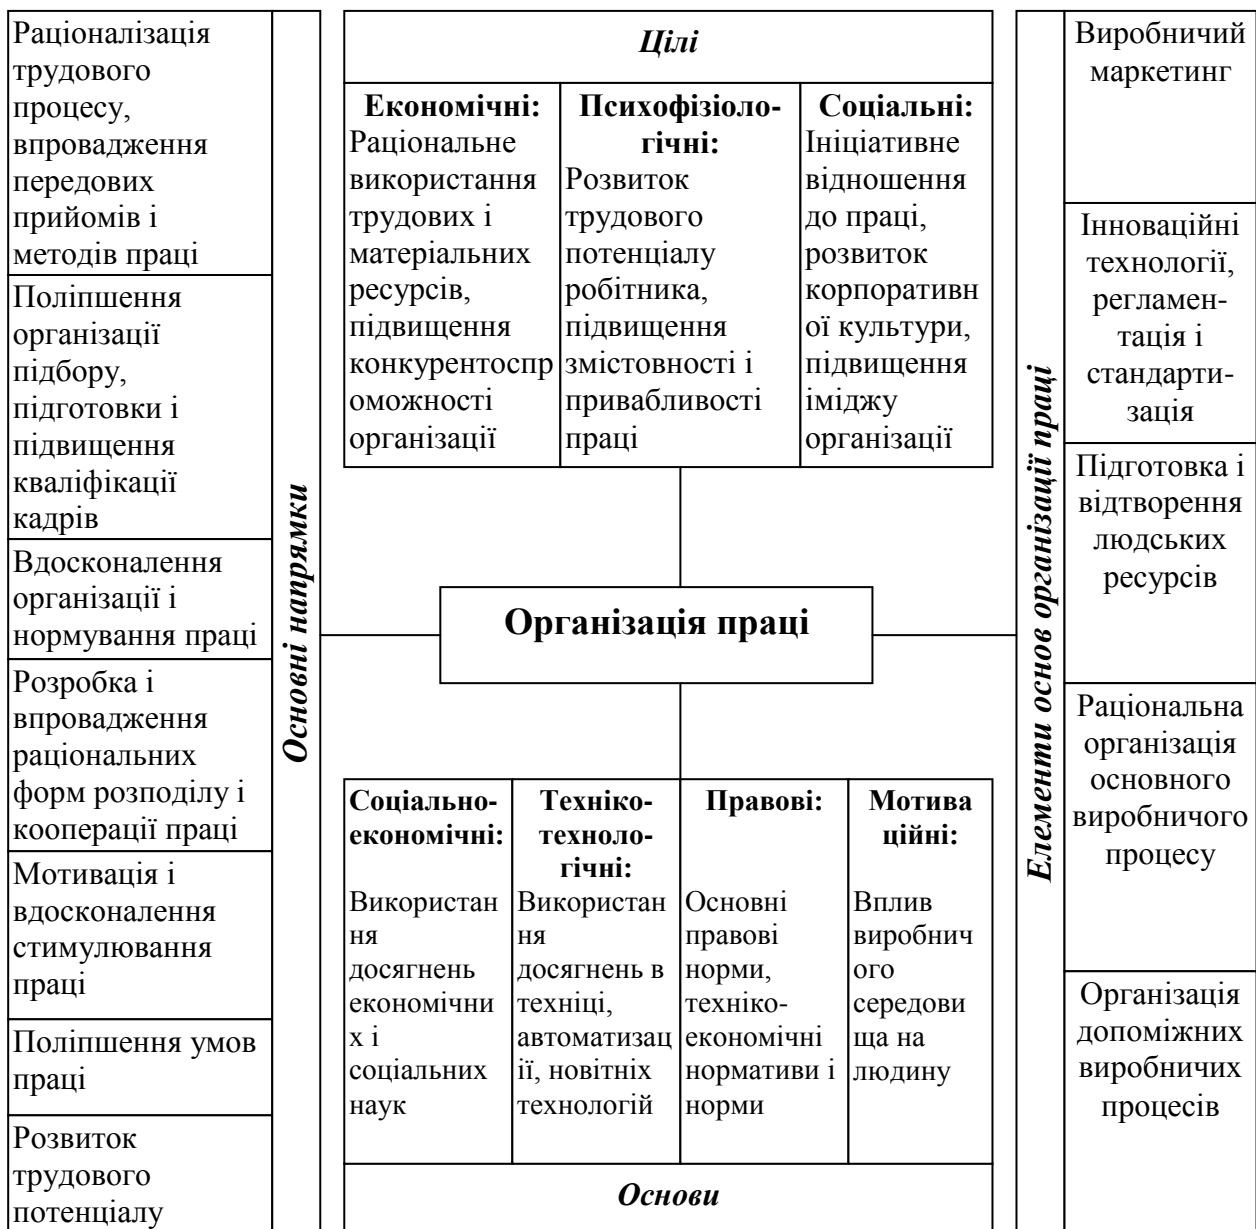 Раціоналізація
трудового
процесу,
впровадження
передових
прийомів і
методів праці
Поліпшення
організації
підбору,
підготовки і
підвищення
кваліфікації
кадрів
Вдосконалення
організації і
нормування праці
Розробка і
впровадження
раціональних
форм розподілу і
кооперації праці
Мотивація і
вдосконалення
стимулювання
праці
Поліпшення умов
праці
Розвиток
трудового
потенціалу
Основні напрямки
Цілі
Економічні:
Раціональне
використання
трудових і
матеріальних
ресурсів,
підвищення
конкурентоспр
оможності
організації
Психофізіоло-
гічні:
Розвиток
трудового
потенціалу
робітника,
підвищення
змістовності і
привабливості
праці
Соціальні:
Ініціативне
відношення
до праці,
розвиток
корпоративн
ої культури,
підвищення
іміджу
організації
Організація праці
Соціально-
економічні:
Використан
ня
досягнень
економічни
х і
соціальних
наук
Техніко-
техноло-
гічні:
Використан
ня
досягнень в
техніці,
автоматизац
ії, новітніх
технологій
Правові:
Основні
правові
норми,
техніко-
економічні
нормативи і
норми
Мотива
ційні:
Вплив
виробнич
ого
середови
ща на
людину
Основи
Елементи основ організації праці
Виробничий
маркетинг
Інноваційні
технології,
регламен-
тація і
стандарти-
зація
Підготовка і
відтворення
людських
ресурсів
Раціональна
організація
основного
виробничого
процесу
Організація
допоміжних
виробничих
процесів